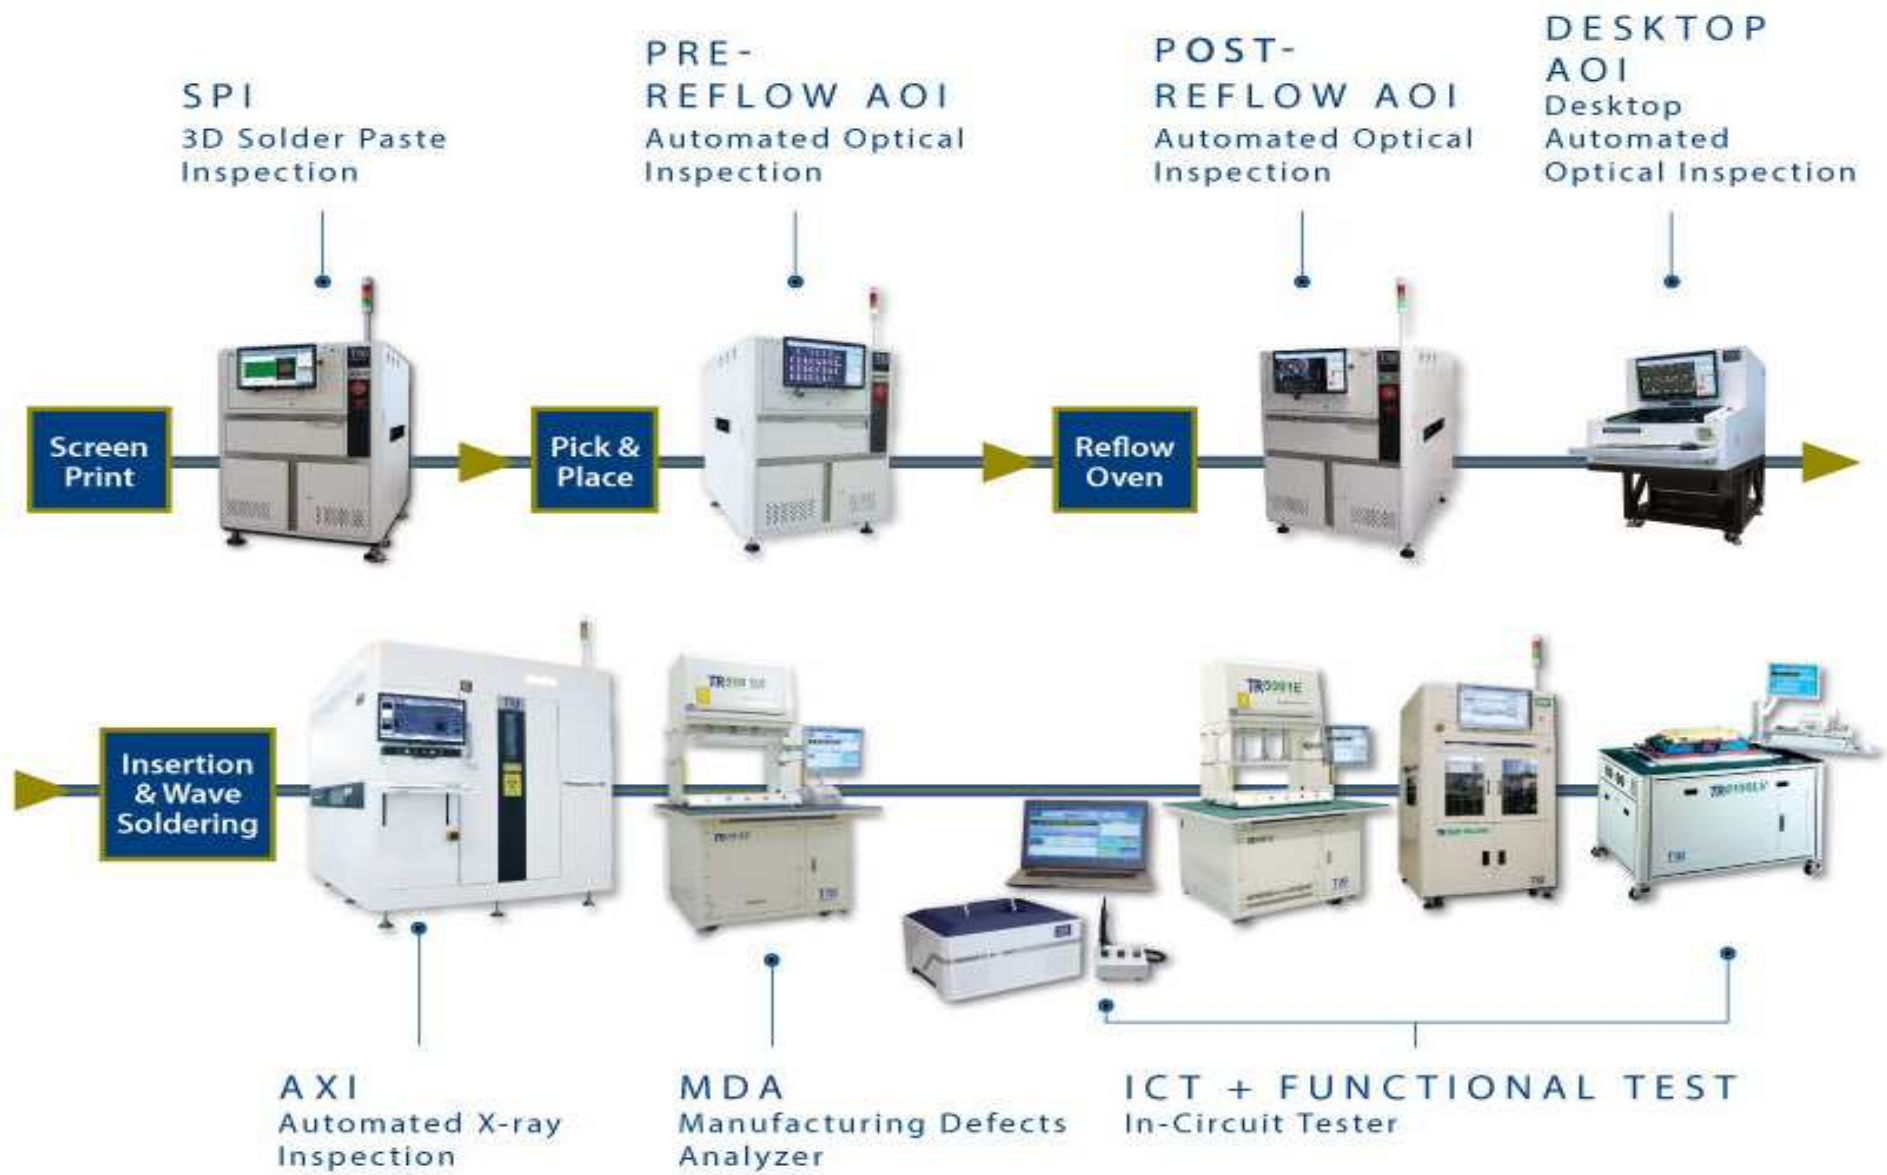 SPI
3D Solder Paste
Inspection
PRE-
REFLOW AOI
Automated Optical
Inspection
POST-
REFLOW AOI
Automated Optical
Inspection
DESKTOP
AOI
Desktop
Automated
Optical Inspection
Screen
Print
Pick &
Place
Reflow
Oven
Insertion
& Wave
Soldering
TR5001E
AXI
Automated X-ray
Inspection
MDA
Manufacturing Defects
Analyzer
ICT + FUNCTIONAL TEST
In-Circuit Tester